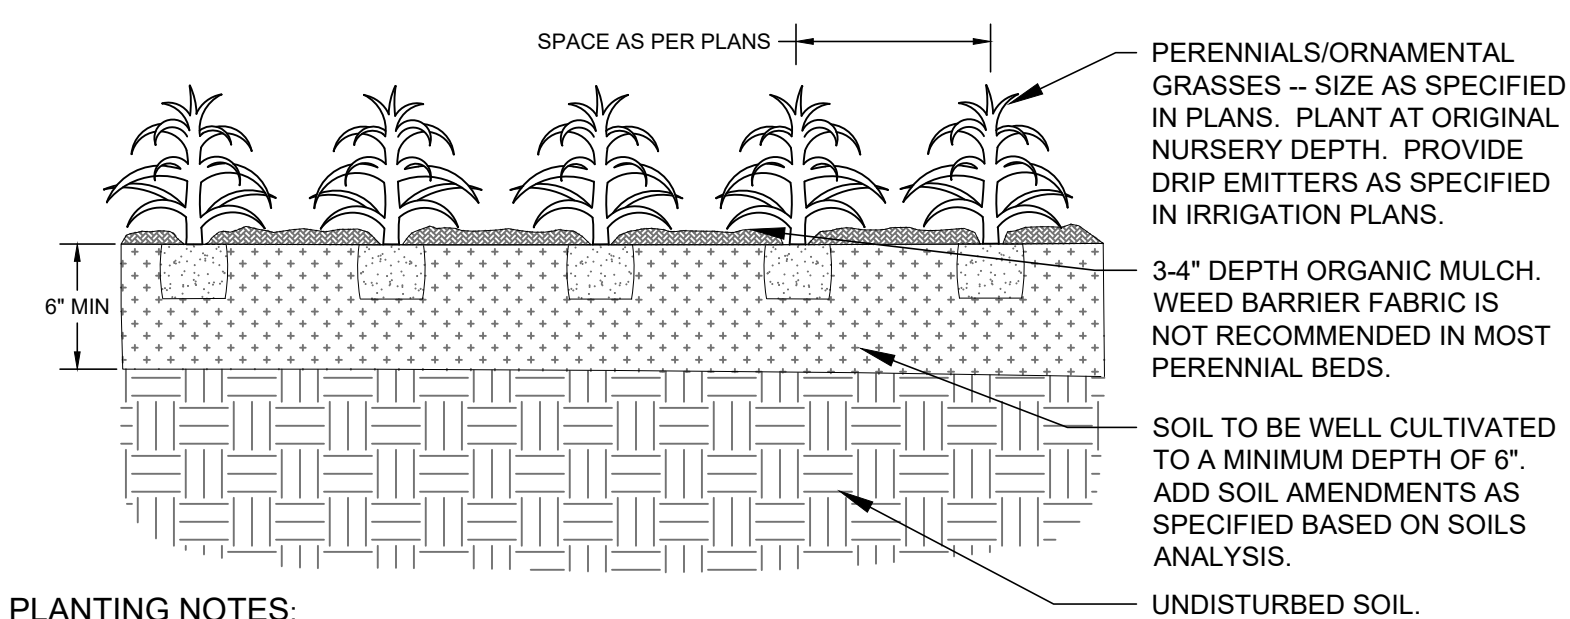 SPACE AS PER PLANS
PERENNIALS/ORNAMENTAL
GRASSES -- SIZE AS SPECIFIED
IN PLANS. PLANT AT ORIGINAL
NURSERY DEPTH. PROVIDE
DRIP EMITTERS AS SPECIFIED
IN IRRIGATION PLANS.
3-4" DEPTH ORGANIC MULCH.
WEED BARRIER FABRIC IS
NOT RECOMMENDED IN MOST
PERENNIAL BEDS.
6" MIN
SOIL TO BE WELL CULTIVATED
TO A MINIMUM DEPTH OF 6".
ADD SOIL AMENDMENTS AS
SPECIFIED BASED ON SOILS
ANALYSIS.
UNDISTURBED SOIL.
PLANTING NOTES: